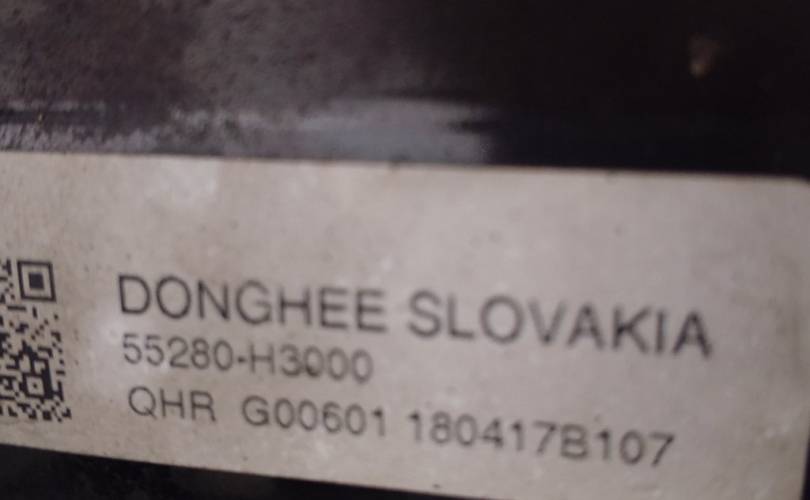 DONGHEE SLOVAKIA
55280-H3000
QHR G00601 180417B107